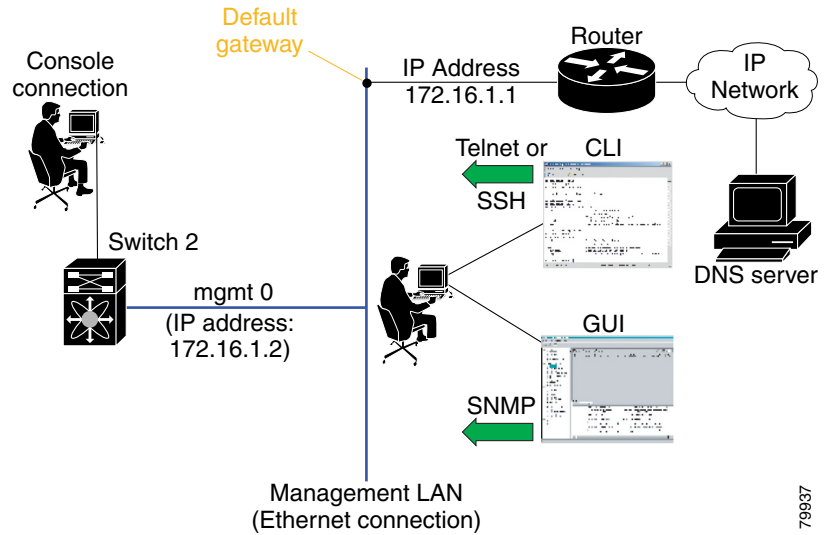 Default
gateway
Console
connection
IP Address
172.16.1.1
Router
IP
Network
Telnet or
SSH
CLI
DNS server
Switch 2
mgmt 0
(IP address:
172.16.1.2)
GUI
SNMP
Management LAN
(Ethernet connection)
79937